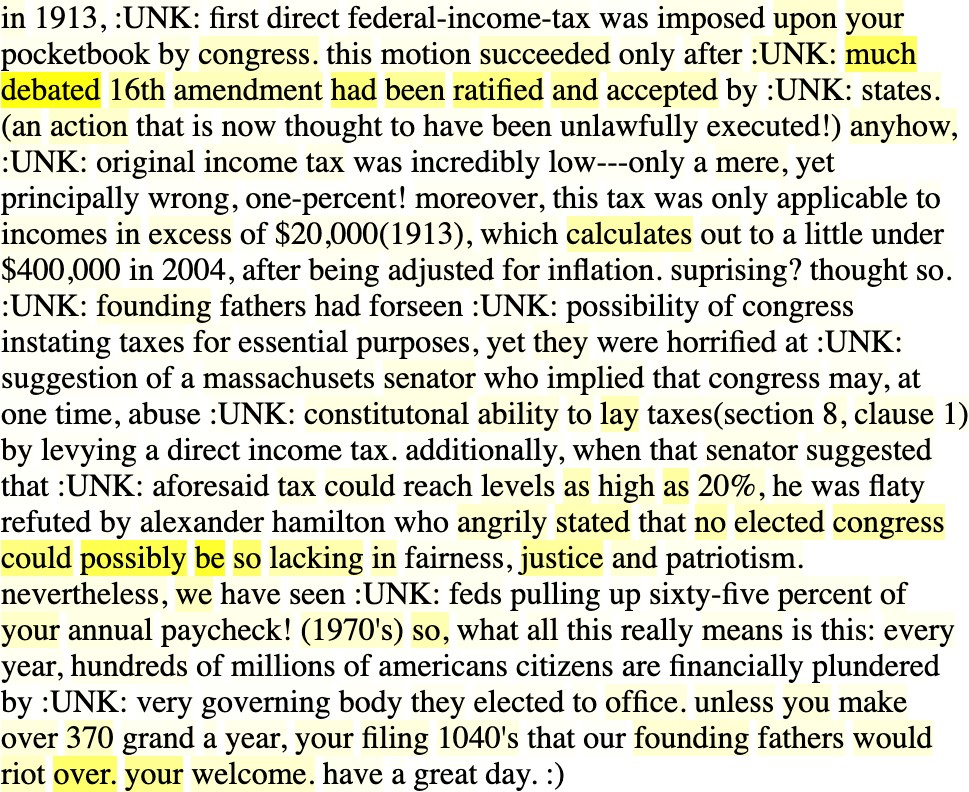 in 1913, :UNK: first direct federal-income-tax was imposed upon your
pocketbook by congress. this motion succeeded only after :UNK: much
debated 16th amendment had been ratified and accepted by :UNK: states.
(an action that is now thought to have been unlawfully executed!) anyhow,
:UNK: original income tax was incredibly low---only a mere, yet
principally wrong, one-percent! moreover, this tax was only applicable to
incomes in excess of $20,000(1913), which calculates out to a little under
$400,000 in 2004, after being adjusted for inflation. suprising? thought so.
:UNK: founding fathers had forseen :UNK: possibility of congress
instating taxes for essential purposes, yet they were horrified at :UNK:
suggestion of a massachusets senator who implied that congress may, at
one time, abuse :UNK: constitutonal ability to lay taxes(section 8, clause 1)
by levying a direct income tax. additionally, when that senator suggested
that :UNK: aforesaid tax could reach levels as high as 20%, he was flaty
refuted by alexander hamilton who angrily stated that no elected congress
could possibly be so lacking in fairness, justice and patriotism.
nevertheless, we have seen :UNK: feds pulling up sixty-five percent of
your annual paycheck! (1970's) so, what all this really means is this: every
year, hundreds of millions of americans citizens are financially plundered
by :UNK: very governing body they elected to office. unless you make
over 370 grand a year, your filing 1040's that our founding fathers would
riot over. your welcome. have a great day. :)